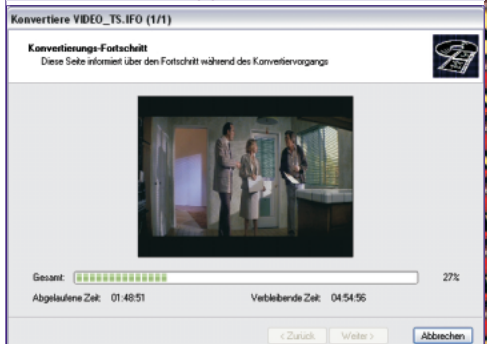 Konvertiere VIDEO_TS.IFO (1/1)
Konvertierungs-Fortschritt
Diese Seite informiert über den Fortschritt während des Konvertiervorgangs
Gesamt: 27%
Abgelaufene Zeit: 01:48:51 Verbleibende Zeit: 04:54:56
< Zurück Weiter > Abbrechen